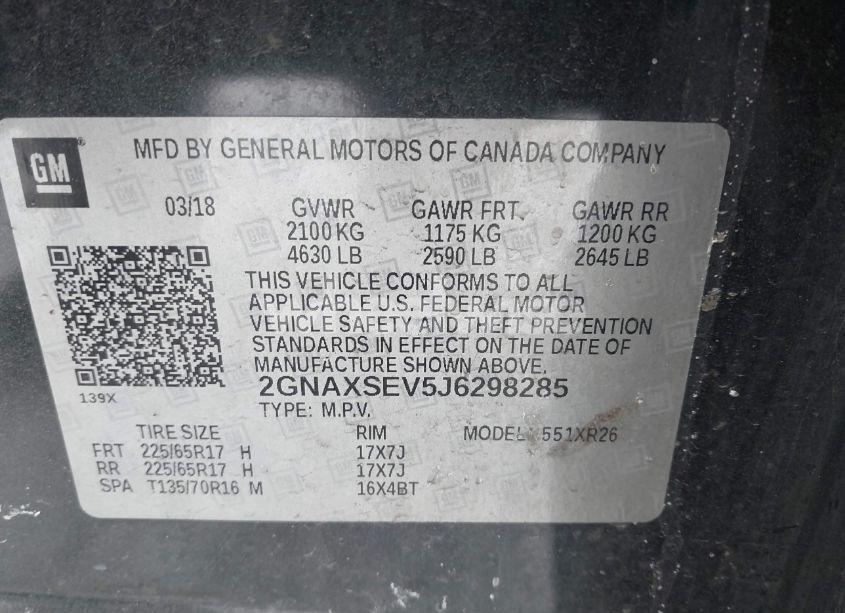 GM
MFD BY GENERAL MOTORS OF CANADA COMPANY
03/18 GVWR GAWR FRT. GAWR RR
2100 KG 1175 KG 1200 KG
4630 LB 2590 LB 2645 LB
THIS VEHICLE CONFORMS TO ALL
APPLICABLE U.S. FEDERAL MOTOR
VEHICLE SAFETY AND THEFT PREVENTION
STANDARDS IN EFFECT ON THE DATE OF
MANUFACTURE SHOWN ABOVE.
2GNAXSEV5J6298285
139X
TYPE: M.P.V.
TIRE SIZE RIM MODEL: 551XR26
FRT 225/65R17 H 17X7J
RR 225/65R17 H 17X7J
SPA T135/70R16 M 16X4BT